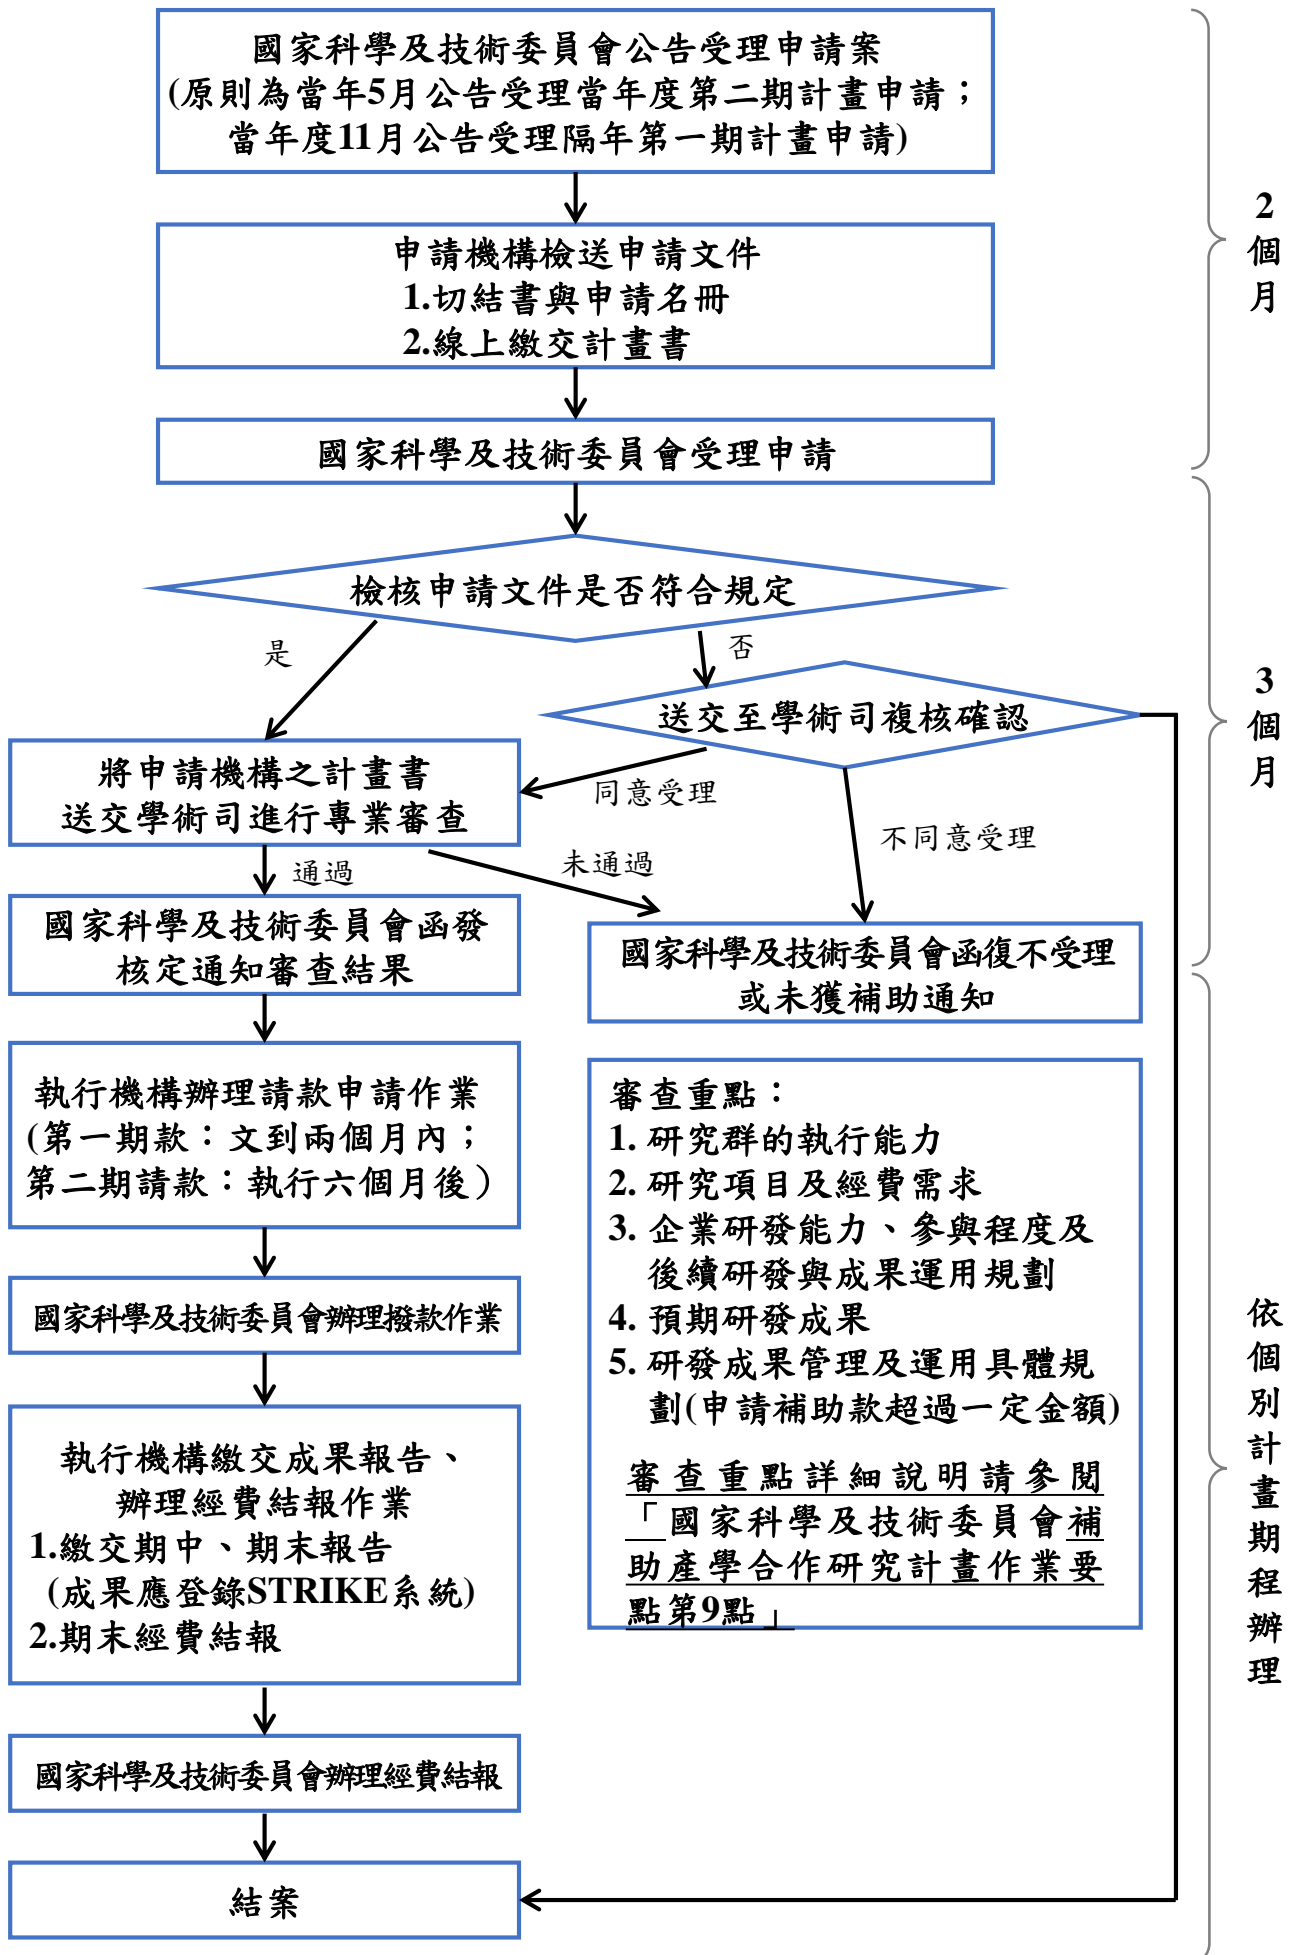 國家科學及技術委員會公告受理申請案
(原則為當年5月公告受理當年度第二期計畫申請；
當年度11月公告受理隔年第一期計畫申請)
申請機構檢送申請文件
1.切結書與申請名冊
2.線上繳交計畫書
國家科學及技術委員會受理申請
2
個
月
檢核申請文件是否符合規定
是
否
送交至學術司複核確認
將申請機構之計畫書
送交學術司進行專業審查
同意受理
不同意受理
通過
未通過
國家科學及技術委員會函發
核定通知審查結果
國家科學及技術委員會函復不受理
或未獲補助通知
3
個
月
執行機構辦理請款申請作業
(第一期款：文到兩個月內；
第二期請款：執行六個月後）
國家科學及技術委員會辦理撥款作業
執行機構繳交成果報告、
辦理經費結報作業
1.繳交期中、期末報告
(成果應登錄STRIKE系統)
2.期末經費結報
國家科學及技術委員會辦理經費結報
結案
審查重點：
1. 研究群的執行能力
2. 研究項目及經費需求
3. 企業研發能力、參與程度及
後續研發與成果運用規劃
4. 預期研發成果
5. 研發成果管理及運用具體規
劃(申請補助款超過一定金額)
審查重點詳細說明請參閱
「國家科學及技術委員會補
助產學合作研究計畫作業要
點第9點」
依
個
別
計
畫
期
程
辦
理